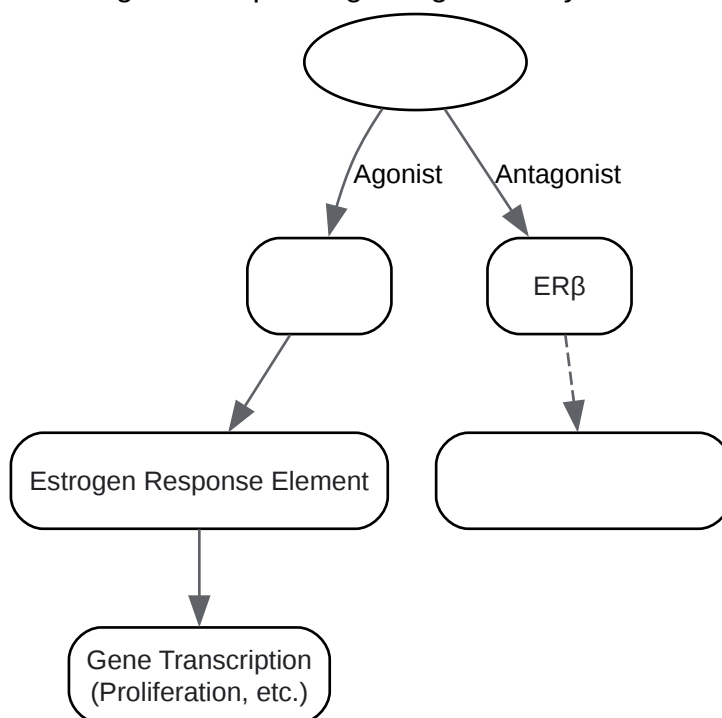 Agonist
Antagonist
ERβ
Estrogen Response Element
Gene Transcription
(Proliferation, etc.)